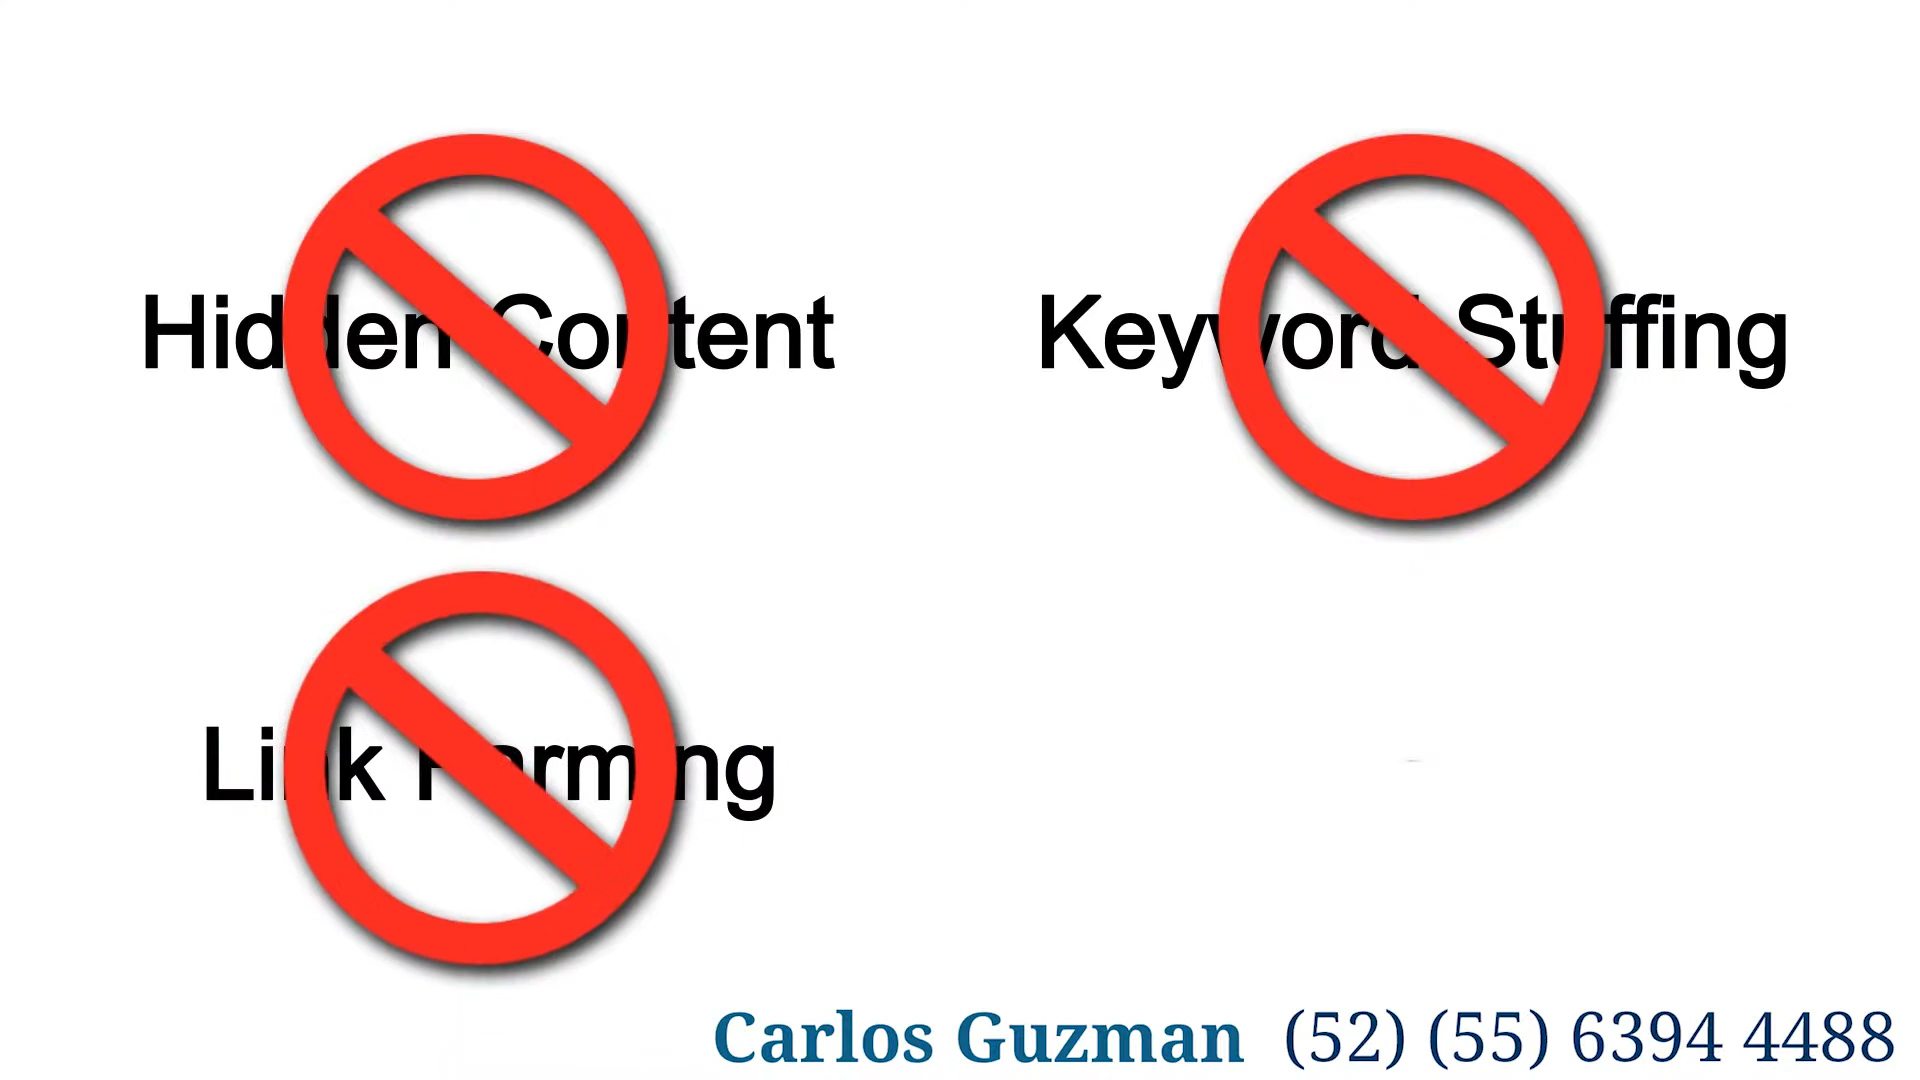 Hidden Content
Keyword Stuffing
Link Farming
Carlos Guzman (52) (55) 6394 4488